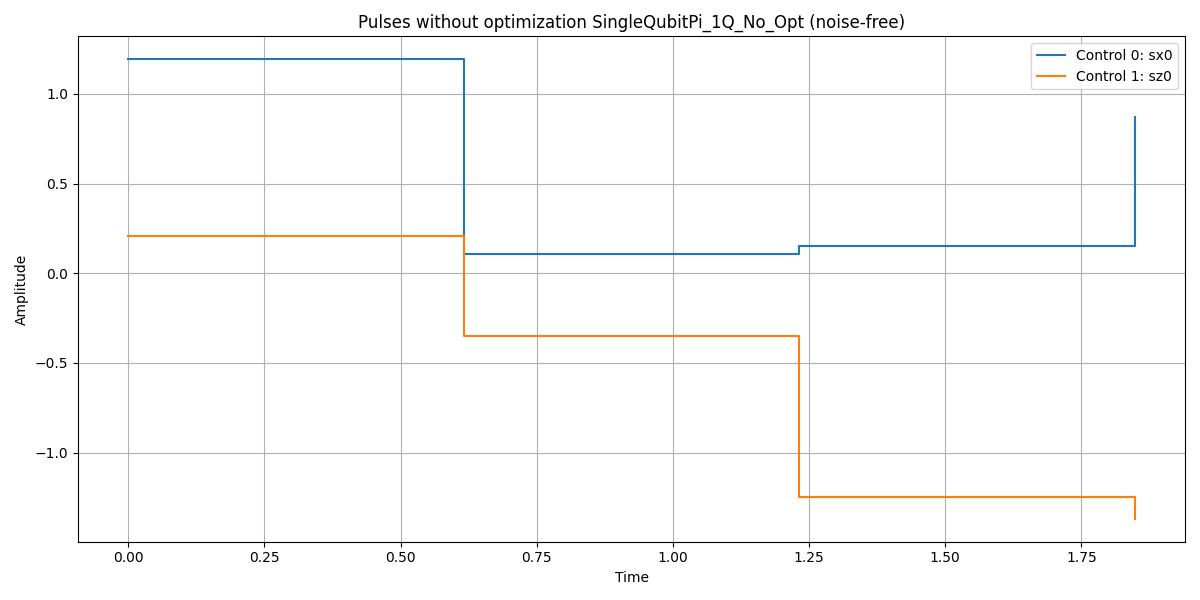 Pulses without optimization SingleQubitPi_1Q_No_Opt (noise-free)
Control 0: sx0
Control 1: sz0
Amplitude
1.0
0.5
0.0
−0.5
−1.0
0.00 0.25 0.50 0.75 1.00 1.25 1.50 1.75
Time